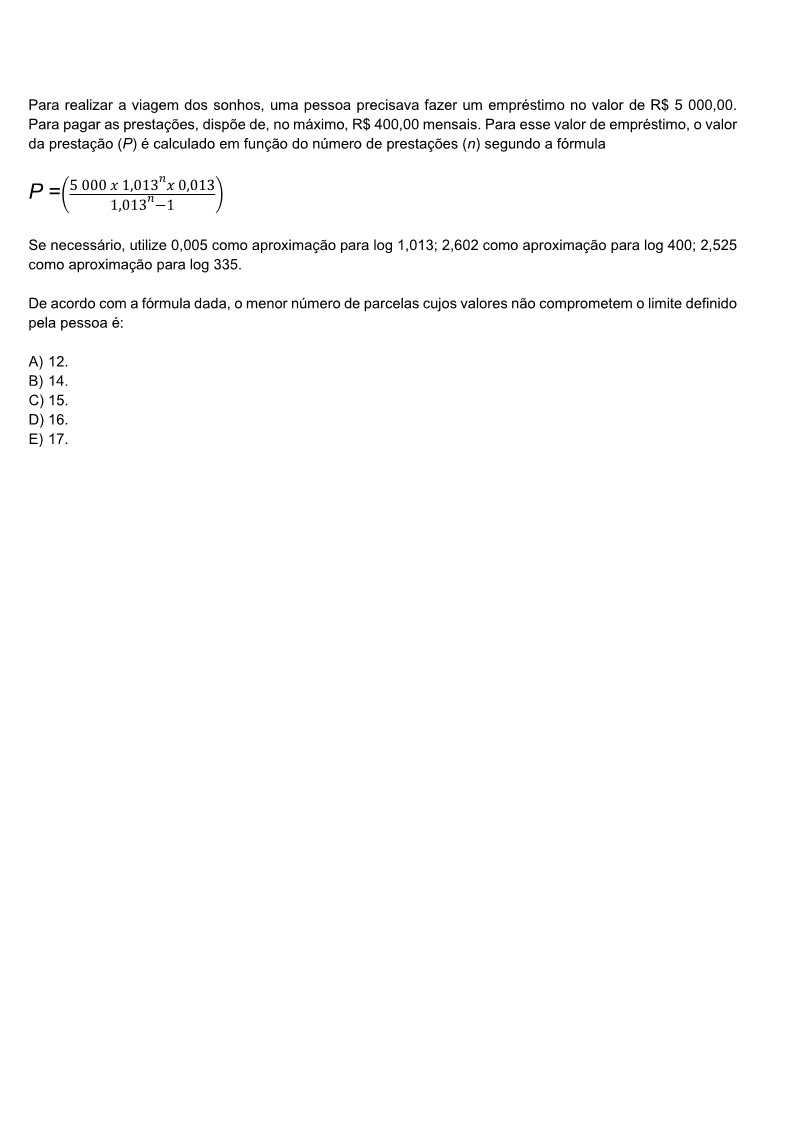 Para realizar a viagem dos sonhos, uma pessoa precisava fazer um empréstimo no valor de R$ 5 000,00.
Para pagar as prestações, dispõe de, no máximo, R$ 400,00 mensais. Para esse valor de empréstimo, o valor
da prestação (P) é calculado em função do número de prestações (n) segundo a fórmula
P =(5 000 x 1,013^n x 0,013 / 1,013^n−1)
Se necessário, utilize 0,005 como aproximação para log 1,013; 2,602 como aproximação para log 400; 2,525
como aproximação para log 335.
De acordo com a fórmula dada, o menor número de parcelas cujos valores não comprometem o limite definido
pela pessoa é:
A) 12.
B) 14.
C) 15.
D) 16.
E) 17.